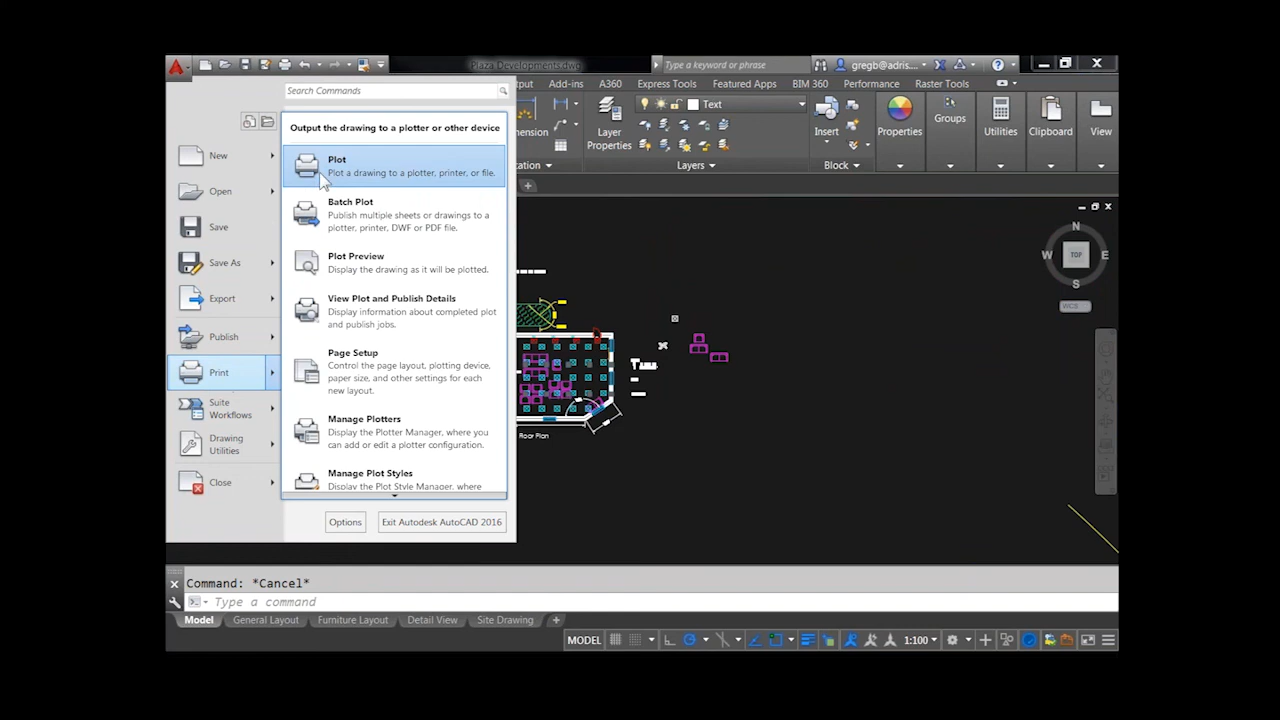 Plaza Developments.dwg
Type a keyword or phrase
gregb@adris...
Search Commands
Add-ins
A360
Express Tools
Featured Apps
BIM 360
Performance
Raster Tools
Output the drawing to a plotter or other device
Text
Layer
Properties
Insert
Properties
Groups
Utilities
Clipboard
View
Layers
Block
New
Open
Save
Save As
Export
Publish
Print
Suite
Workflows
Drawing
Utilities
Close
Plot
Plot a drawing to a plotter, printer, or file.
Batch Plot
Publish multiple sheets or drawings to a
plotter, printer, DWF or PDF file.
Plot Preview
Display the drawing as it will be plotted.
View Plot and Publish Details
Display information about completed plot
and publish jobs.
Page Setup
Control the page layout, plotting device,
paper size, and other settings for each
new layout.
Manage Plotters
Display the Plotter Manager, where you
can add or edit a plotter configuration.
Manage Plot Styles
Display the Plot Style Manager, where
Options
Exit Autodesk AutoCAD 2016
N
W
TOP
E
S
WCS
Floor Plan
Command: *Cancel*
Type a command
Model
General Layout
Furniture Layout
Detail View
Site Drawing
MODEL
1:100